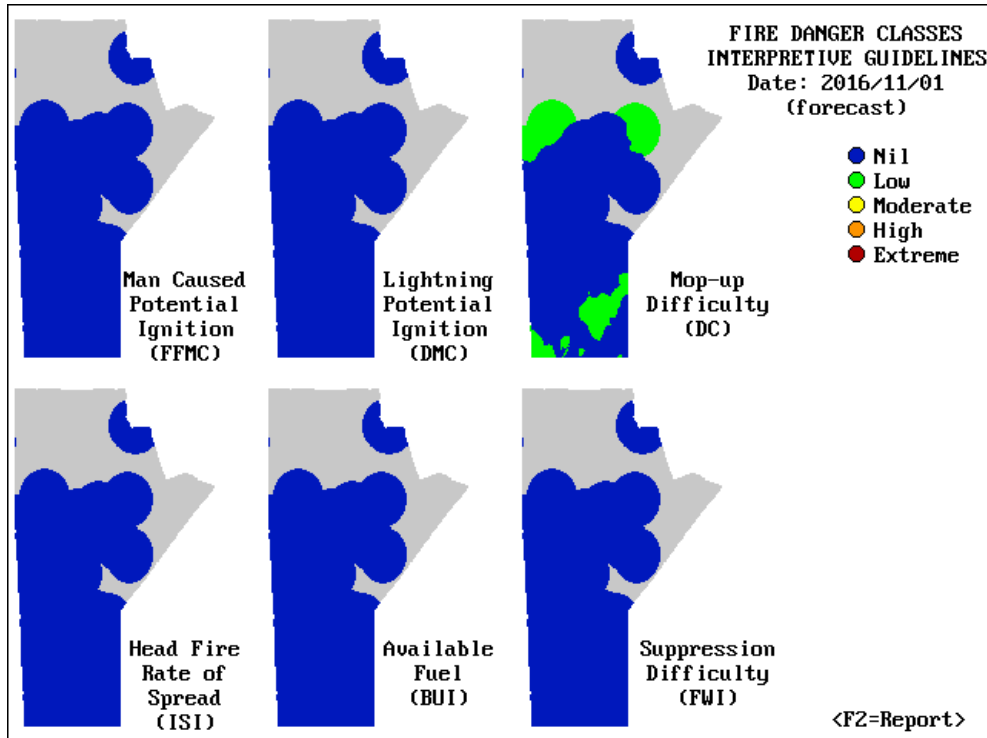 FIRE DANGER CLASSES
INTERPRETIVE GUIDELINES
Date: 2016/11/01
(forecast)
Nil
Low
Moderate
High
Extreme
Man Caused
Potential
Ignition
(FFMC)
Lightning
Potential
Ignition
(DMC)
Mop-up
Difficulty
(DC)
Head Fire
Rate of
Spread
(ISI)
Available
Fuel
(BUI)
Suppression
Difficulty
(FWI)
<F2=Report>